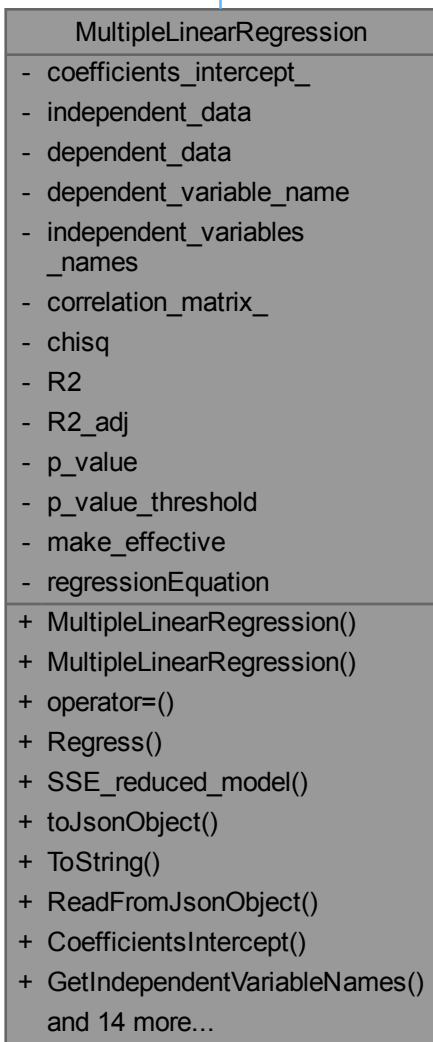 MultipleLinearRegression
- coefficients_intercept_
- independent_data
- dependent_data
- dependent_variable_name
- independent_variables
_names
- correlation_matrix_
- chisq
- R2
- R2_adj
- p_value
- p_value_threshold
- make_effective
- regressionEquation
+ MultipleLinearRegression()
+ MultipleLinearRegression()
+ operator=()
+ Regress()
+ SSE_reduced_model()
+ toJsonObject()
+ ToString()
+ ReadFromJsonObject()
+ CoefficientsIntercept()
+ GetIndependentVariableNames()
and 14 more...